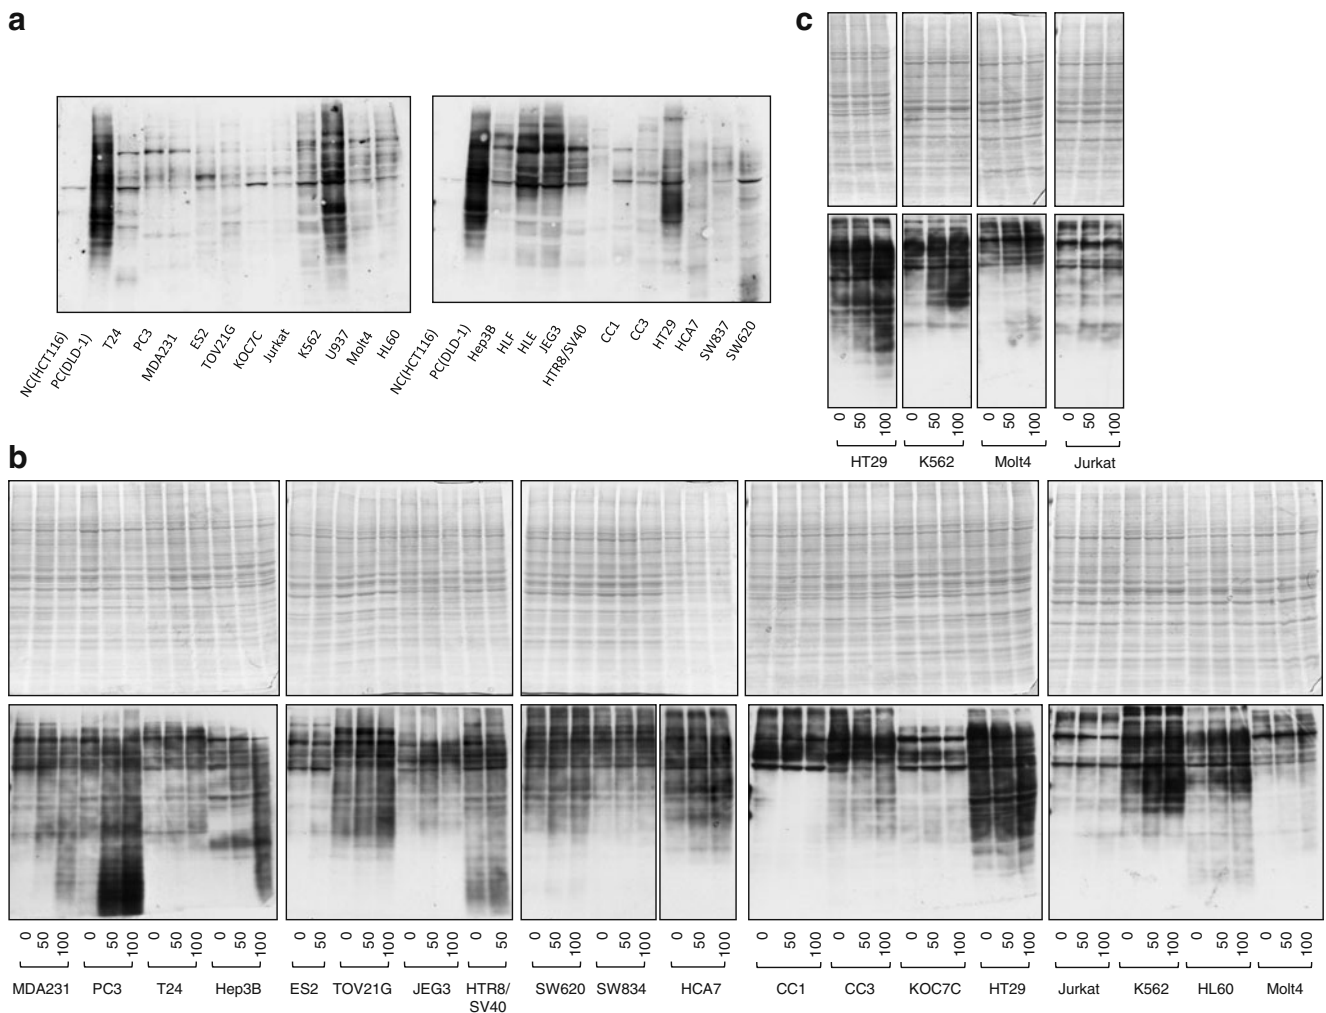 a
c
NC(HCT116)
PC(DLD-1)
T24
PC3
MDA231
ES2
TOV21G
KOC7C
Jurkat
K562
U937
Molt4
HL60
NC(HCT116)
PC(DLD-1)
Hep3B
HLF
HLE
JEG3
HTR8/SV40
CC1
CC3
HT29
HCA7
SW837
SW620
0 50 100 0 50 100 0 50 100 0 50 100
HT29 K562 Molt4 Jurkat
b
0 50 100 0 50 100 0 50 100 0 50 100 0 50 0 50 100 0 50 100 0 50 0 50 100 0 50 100 0 50 100 0 50 100 0 50 100 0 50 100 0 50 100 0 50 100 0 50 100 0 50 100 0 50 100
MDA231 PC3 T24 Hep3B ES2 TOV21G JEG3 HTR8/ SW620 SW834 HCA7 CC1 CC3 KOC7C HT29 Jurkat K562 HL60 Molt4
SV40